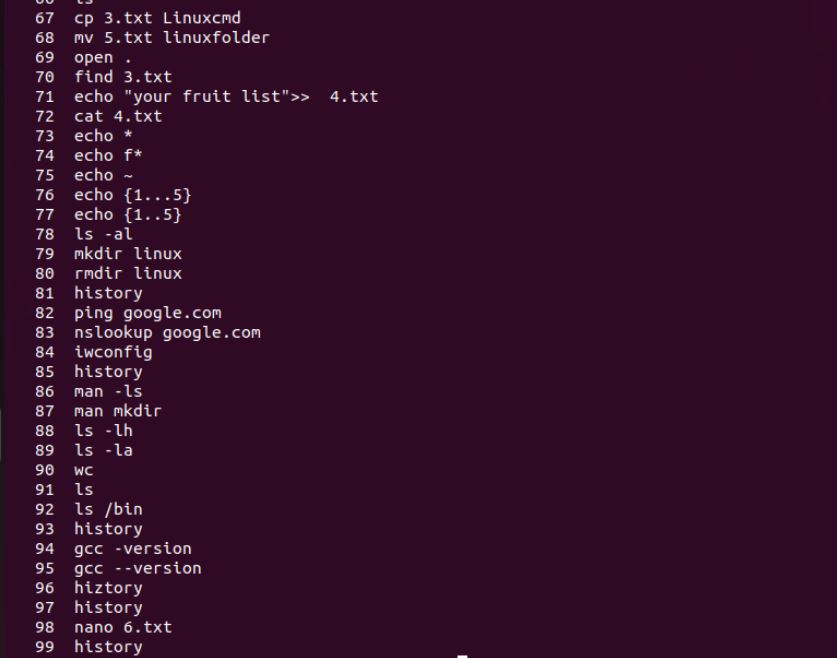 67 cp 3.txt Linuxcmd
68 mv 5.txt linuxfolder
69 open .
70 find 3.txt
71 echo "your fruit list">>  4.txt
72 cat 4.txt
73 echo *
74 echo f*
75 echo ~
76 echo {1...5}
77 echo {1..5}
78 ls -al
79 mkdir linux
80 rmdir linux
81 history
82 ping google.com
83 nslookup google.com
84 iwconfig
85 history
86 man -ls
87 man mkdir
88 ls -lh
89 ls -la
90 wc
91 ls
92 ls /bin
93 history
94 gcc -version
95 gcc --version
96 hiztory
97 history
98 nano 6.txt
99 history